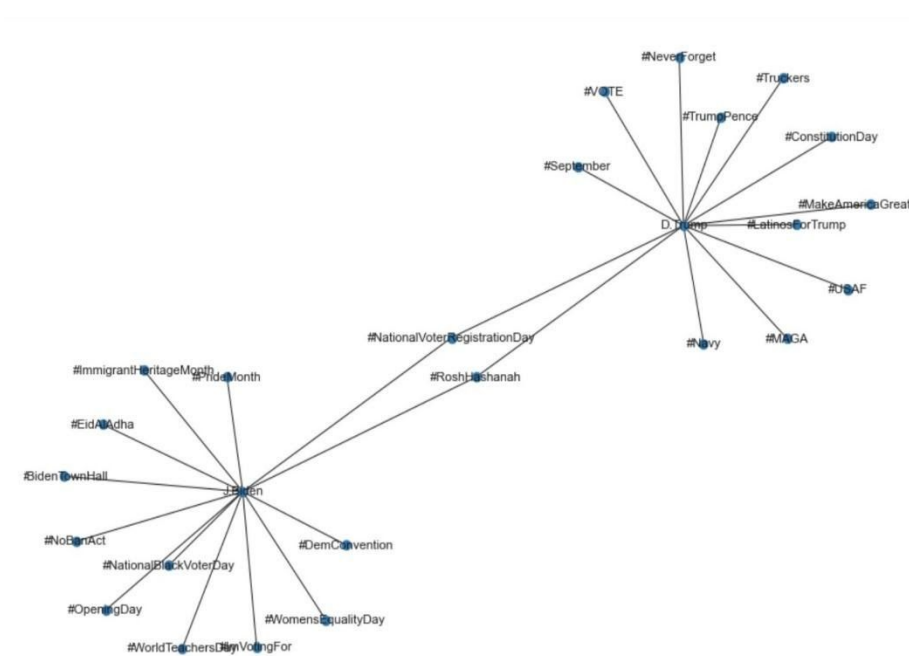 #NeverForget
#Truckers
#VOTE
#TrumpPence
#ConstitutionDay
#September
#MakeAmericaGreat
D.Trump
#LatinosForTrump
#USAF
#NationalVoterRegistrationDay
#Navy
#MAGA
#ImmigrantHeritageMonth
#PrideMonth
#RoshHashanah
#EidAlAdha
#BidenTownHall
J.Biden
#NoBanAct
#DemConvention
#NationalBlackVoterDay
#OpeningDay
#WomensEqualityDay
#WorldTeachersDay
#ImVotingFor